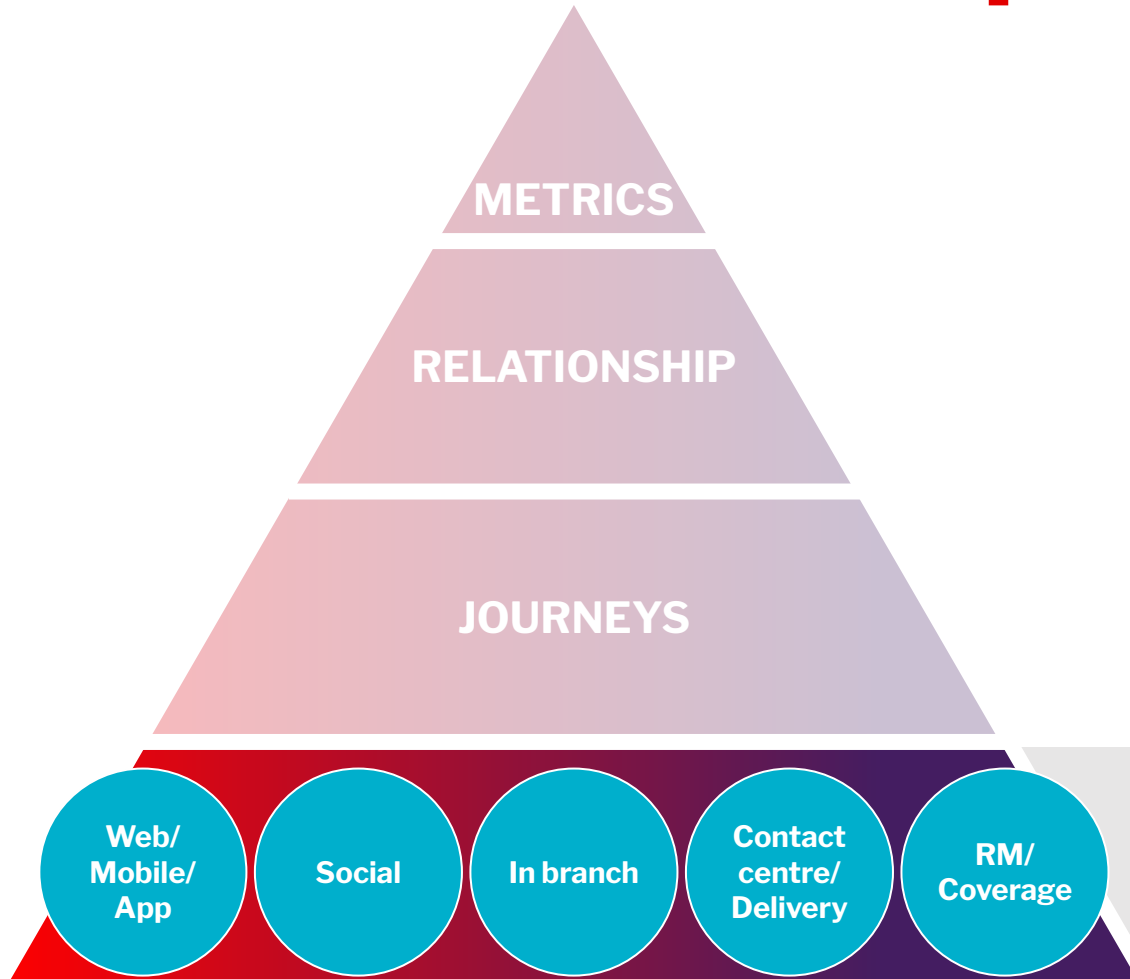 METRICS
RELATIONSHIP
JOURNEYS
Web/
Mobile/
App
Social
In branch
Contact
centre/
Delivery
RM/
Coverage